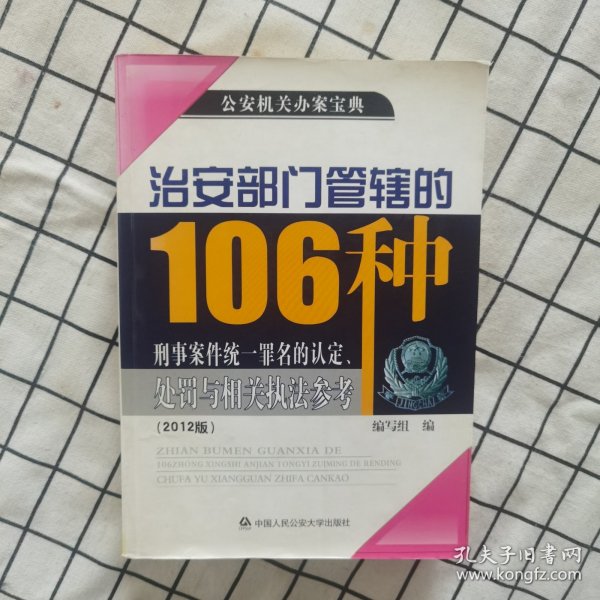 公安机关办案宝典
治安部门管辖的
106种
刑事案件统一罪名的认定、
处罚与相关执法参考
(2012版)
编写组 编
ZHIAN BUMEN GUANXIA DE
106ZHONG XINGSHI ANJIAN TONGYI ZUIMING DE RENDING
CHUFA YU XIANGGUAN ZHIFA CANKAO
中国人民公安大学出版社
孔夫子旧书网
www.kongfz.com